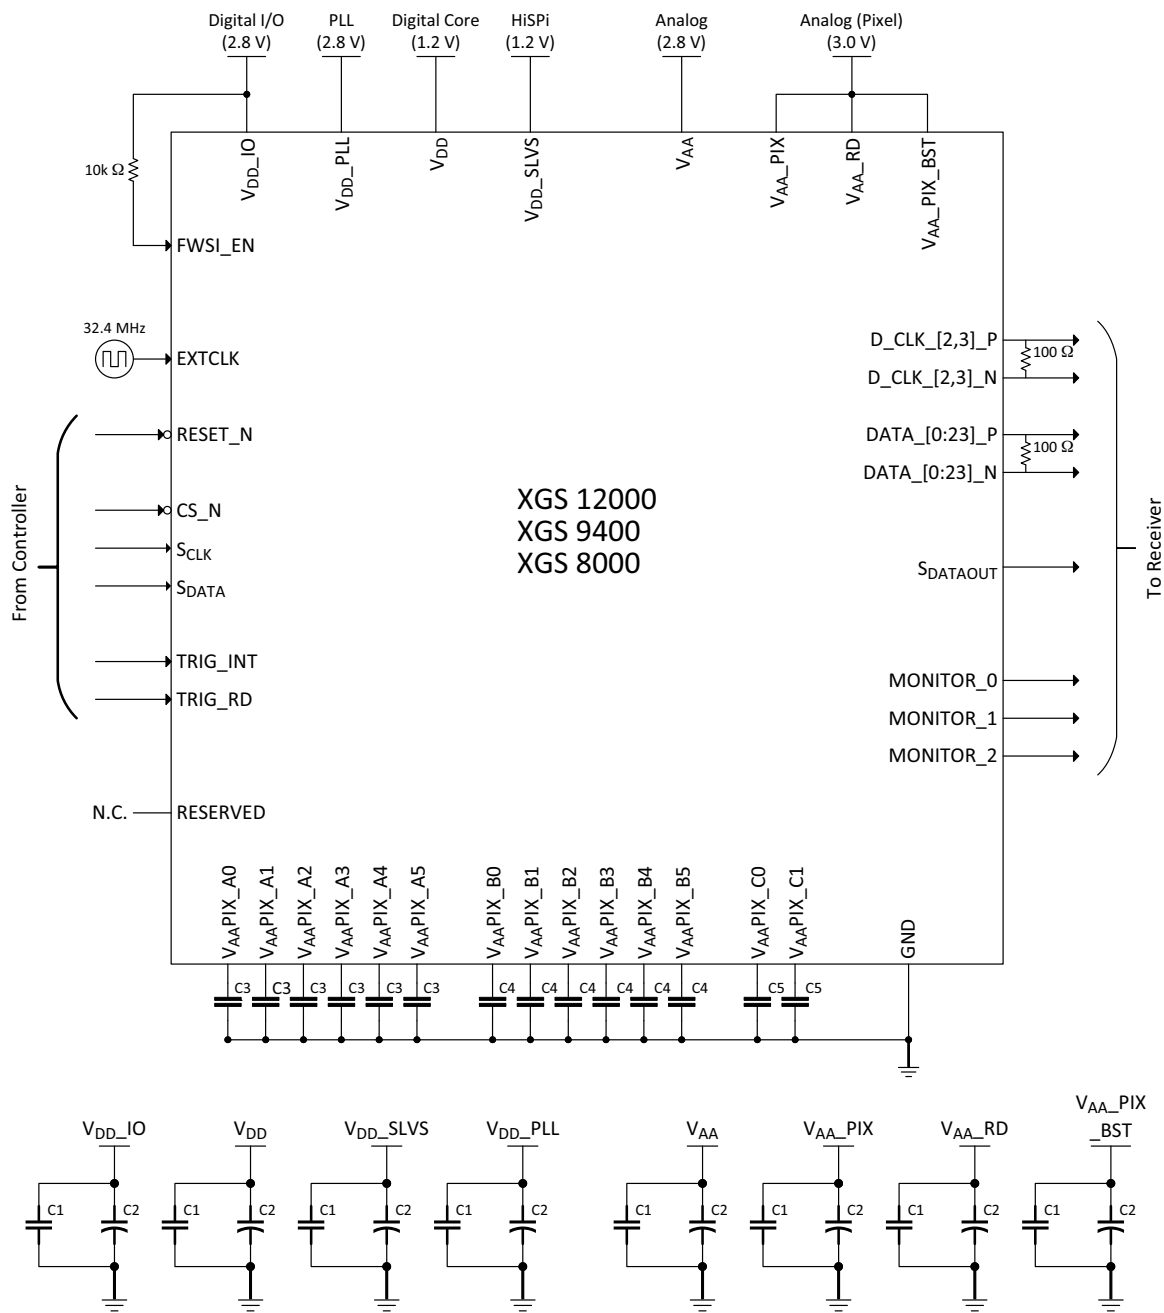 Digital I/O
(2.8 V)
PLL
(2.8 V)
Digital Core
(1.2 V)
HiSPi
(1.2 V)
Analog
(2.8 V)
Analog (Pixel)
(3.0 V)
10k Ω
VDD_IO
VDD_PLL
VDD
VDD_SLVS
VAA
VAA_PIX
VAA_RD
VAA_PIX_BST
FWSI_EN
32.4 MHz
EXTCLK
From Controller
RESET_N
CS_N
SCLK
SDATA
TRIG_INT
TRIG_RD
N.C.
RESERVED
XGS 12000
XGS 9400
XGS 8000
D_CLK_[2,3]_P
100 Ω
D_CLK_[2,3]_N
DATA_[0:23]_P
100 Ω
DATA_[0:23]_N
SDATAOUT
MONITOR_0
MONITOR_1
MONITOR_2
To Receiver
VAAPIX_A0
VAAPIX_A1
VAAPIX_A2
VAAPIX_A3
VAAPIX_A4
VAAPIX_A5
VAAPIX_B0
VAAPIX_B1
VAAPIX_B2
VAAPIX_B3
VAAPIX_B4
VAAPIX_B5
VAAPIX_C0
VAAPIX_C1
GND
C3
C3
C3
C3
C3
C3
C4
C4
C4
C4
C4
C4
C5
C5
VDD_IO
C1
C2
VDD
C1
C2
VDD_SLVS
C1
C2
VDD_PLL
C1
C2
VAA
C1
C2
VAA_PIX
C1
C2
VAA_RD
C1
C2
VAA_PIX
_BST
C1
C2